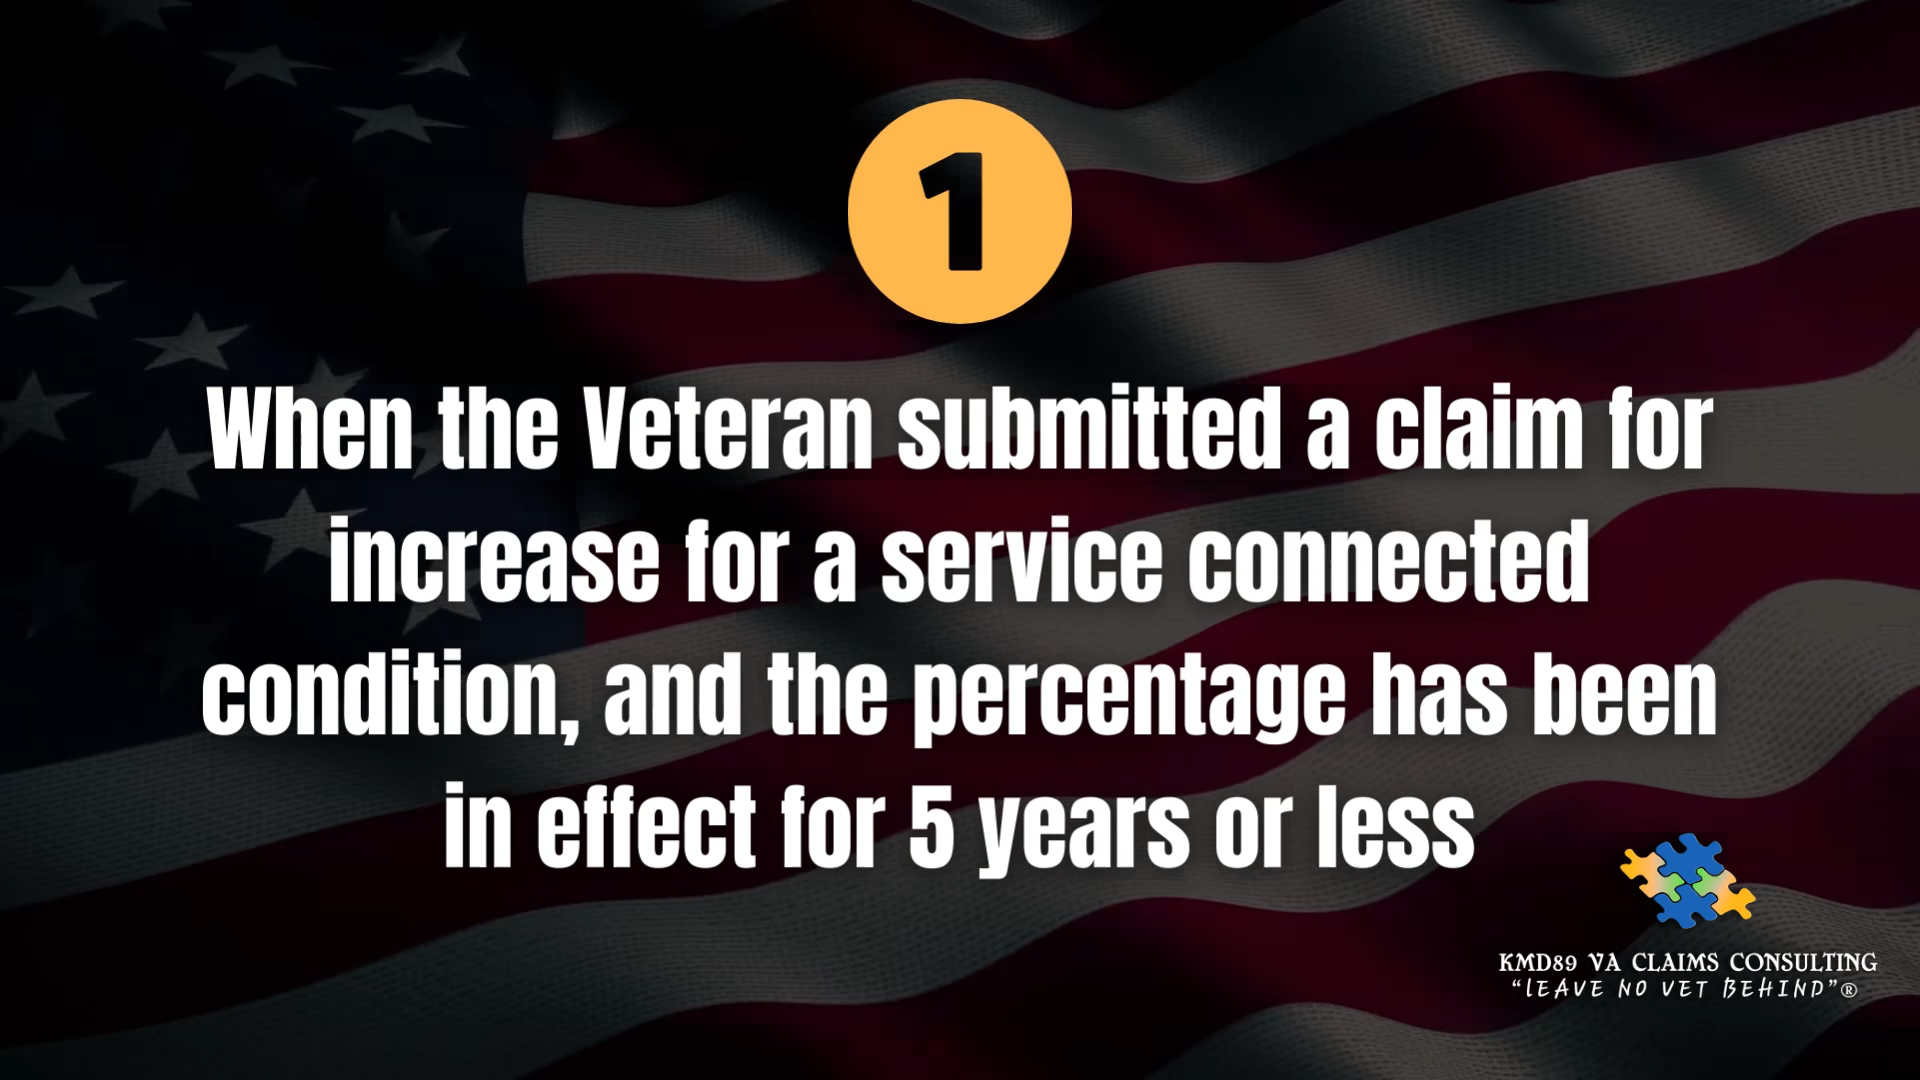 1
When the Veteran submitted a claim for
increase for a service connected
condition, and the percentage has been
in effect for 5 years or less
KMD89 VA CLAIMS CONSULTING
“LEAVE NO VET BEHIND”®